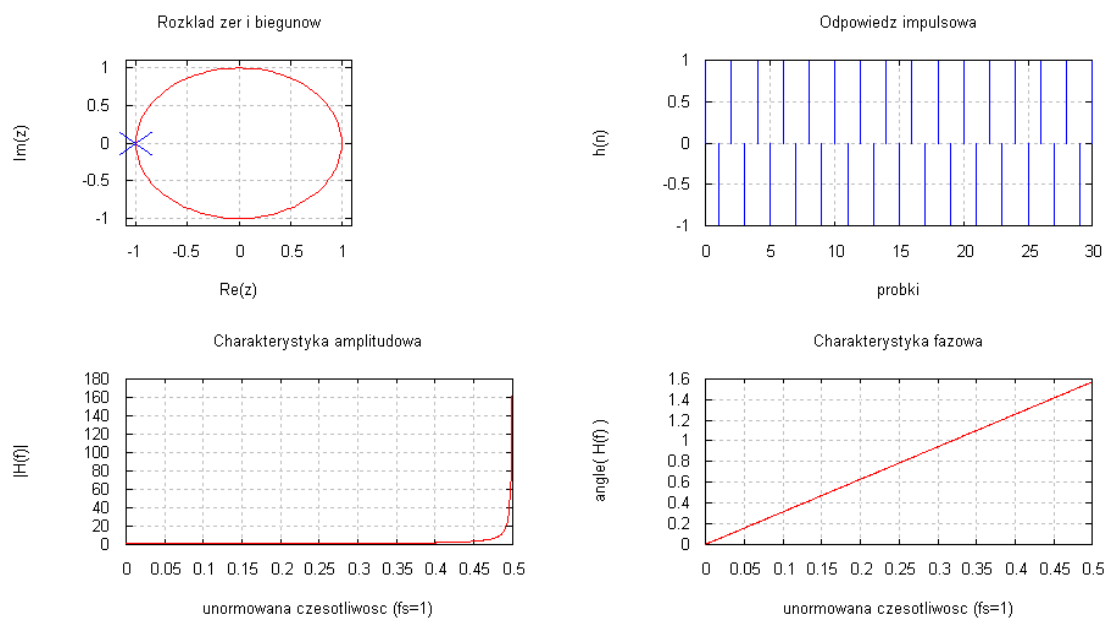 Rozklad zer i biegunow
Im(z)
1
0.5
0
-0.5
-1
-1 -0.5 0 0.5 1
Re(z)
Odpowiedz impulsowa
h(n)
1
0.5
0
-0.5
-1
0 5 10 15 20 25 30
probki
Charakterystyka amplitudowa
|H(f)|
180
160
140
120
100
80
60
40
20
0
0 0.05 0.1 0.15 0.2 0.25 0.3 0.35 0.4 0.45 0.5
unormowana czesotliwosc (fs=1)
Charakterystyka fazowa
angle( H(f) )
1.6
1.4
1.2
1
0.8
0.6
0.4
0.2
0
0 0.05 0.1 0.15 0.2 0.25 0.3 0.35 0.4 0.45 0.5
unormowana czesotliwosc (fs=1)